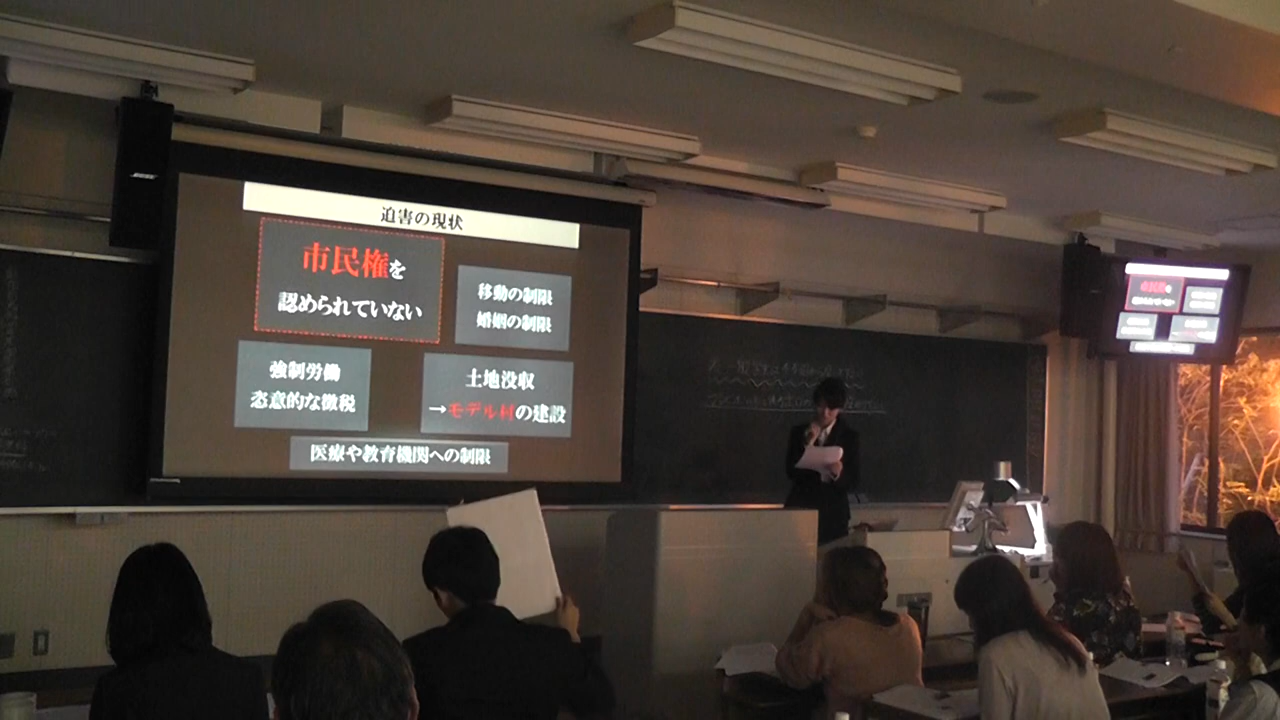 迫害の現状
市民権を
認められていない
移動の制限
婚姻の制限
強制労働
恣意的な徴税
土地没収
→モデル村の建設
医療や教育機関への制限
BOSE